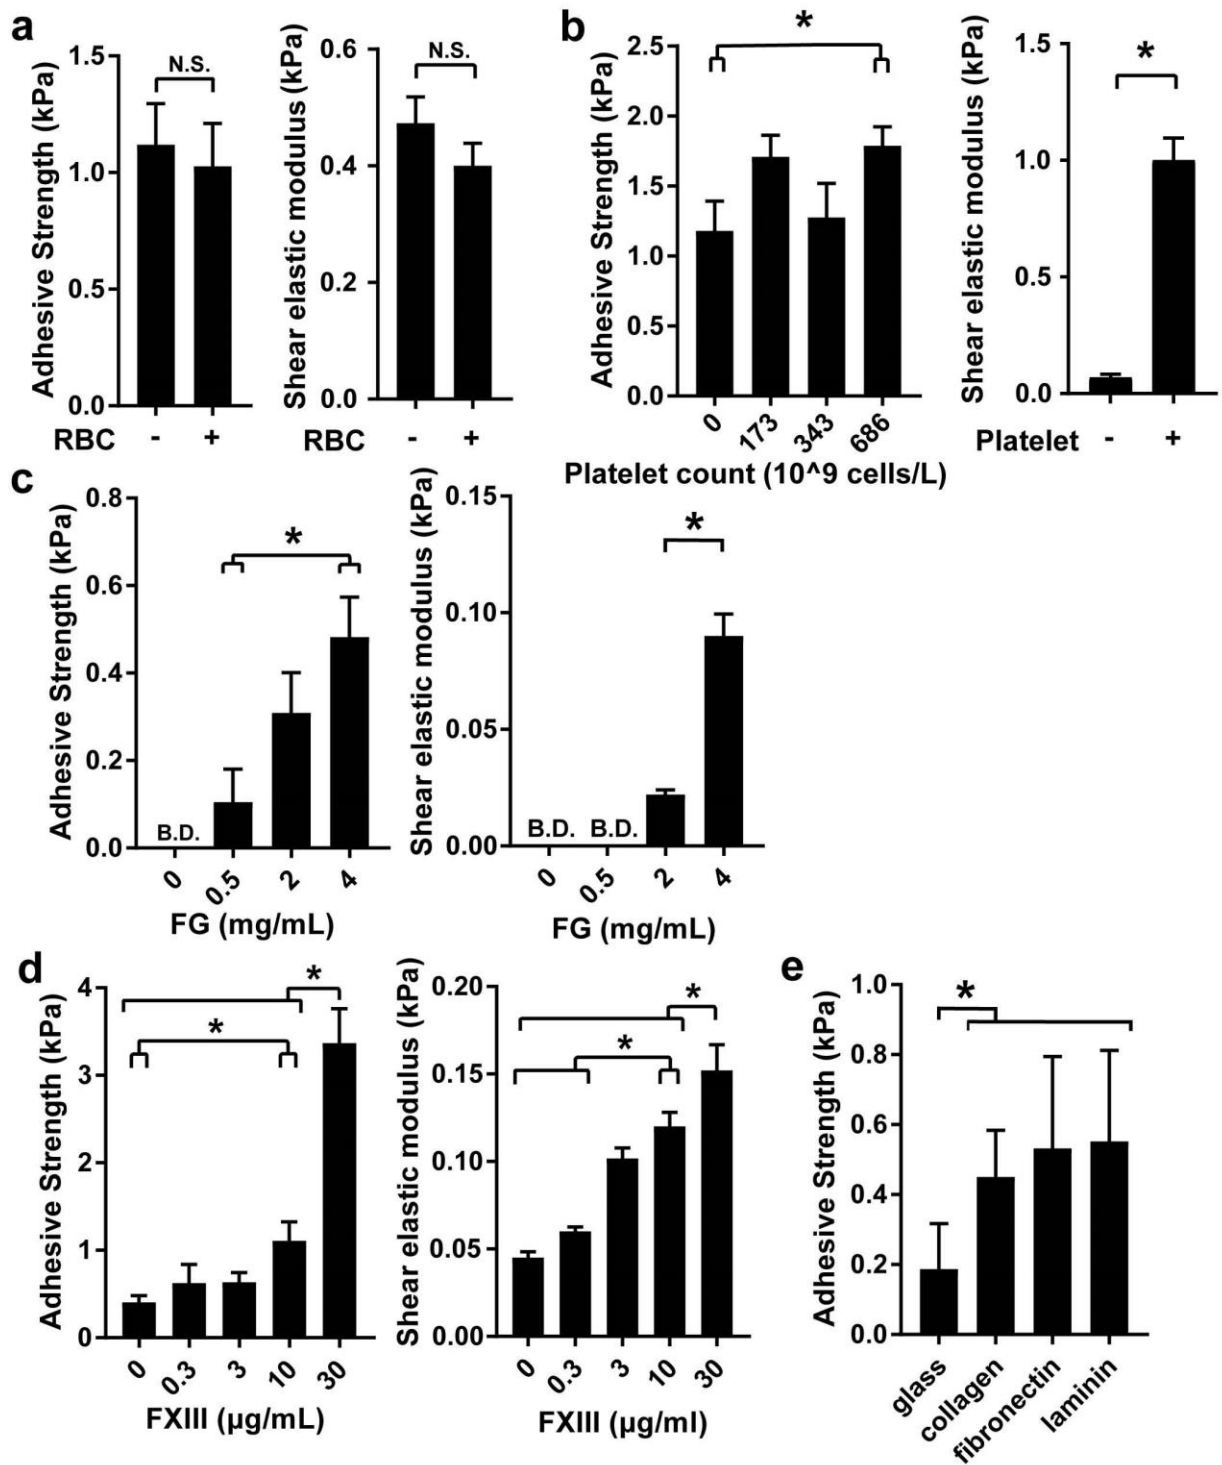 a
Adhesive Strength (kPa)
1.5
1.0
0.5
0.0
N.S.
RBC - +
Shear elastic modulus (kPa)
0.6
0.4
0.2
0.0
N.S.
RBC - +
b
Adhesive Strength (kPa)
2.5
2.0
1.5
1.0
0.5
0.0
*
0 173 343 686
Platelet count (10^9 cells/L)
Shear elastic modulus (kPa)
1.5
1.0
0.5
0.0
*
Platelet - +
c
Adhesive Strength (kPa)
0.8
0.6
0.4
0.2
0.0
*
B.D.
0 0.5 2 4
FG (mg/mL)
Shear elastic modulus (kPa)
0.15
0.10
0.05
0.00
*
B.D. B.D.
0 0.5 2 4
FG (mg/mL)
d
Adhesive Strength (kPa)
4
3
2
1
0
*
*
0 0.3 3 10 30
FXIII (µg/mL)
Shear elastic modulus (kPa)
0.20
0.15
0.10
0.05
0.00
*
*
0 0.3 3 10 30
FXIII (µg/ml)
e
Adhesive Strength (kPa)
1.0
0.8
0.6
0.4
0.2
0.0
*
glass
collagen
fibronectin
laminin